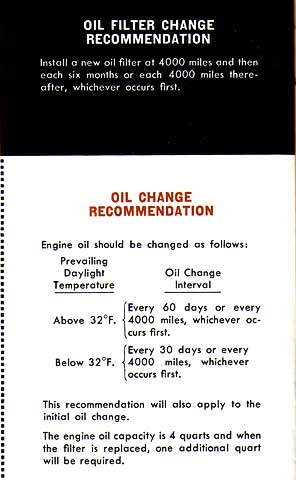 OIL FILTER CHANGE
RECOMMENDATION
Install a new oil filter at 4000 miles and then
each six months or each 4000 miles there-
after, whichever occurs first.
OIL CHANGE
RECOMMENDATION
Engine oil should be changed as follows:
Prevailing
Daylight Oil Change
Temperature Interval
Every 60 days or every
Above 32°F. 4000 miles, whichever oc-
curs first.
Every 30 days or every
Below 32°F. 4000 miles, whichever
occurs first.
This recommendation will also apply to the
initial oil change.
The engine oil capacity is 4 quarts and when
the filter is replaced, one additional quart
will be required.